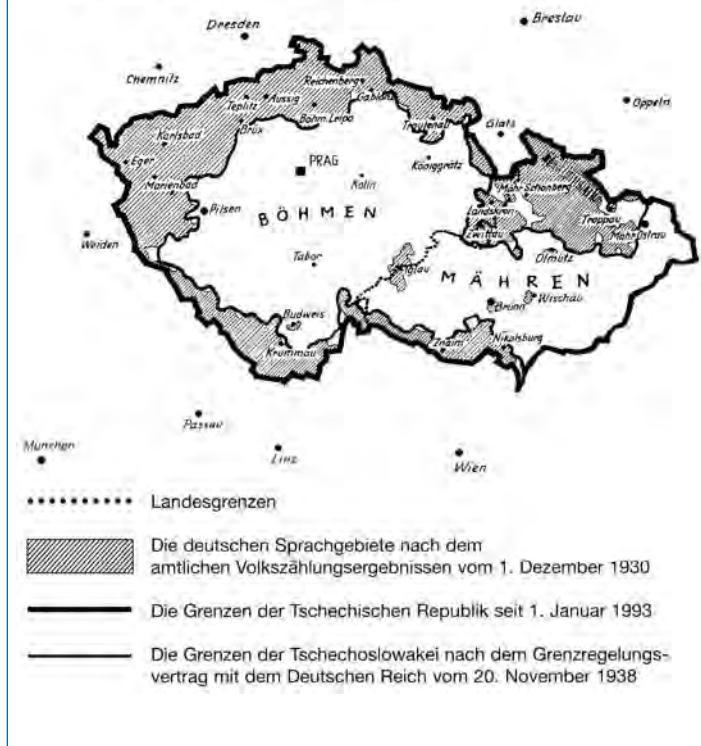 Dresden
Breslau
Chemnitz
Oppeln
Reichenberg
Gablonz
Teplitz
Aussig
Böhm. Leipa
Brüx
Trautenau
Glatz
Karlsbad
Eger
PRAG
Königgrätz
Kolin
Mähr. Schönberg
Marienbad
Landskron
Troppau
Pilsen
BÖHMEN
Zwittau
Mähr. Ostrau
Weiden
Tabor
Iglau
Olmütz
MÄHREN
Brünn
Wischau
Budweis
Krummau
Znaim
Nikolsburg
Passau
München
Linz
Wien
Landesgrenzen
Die deutschen Sprachgebiete nach dem
amtlichen Volkszählungsergebnissen vom 1. Dezember 1930
Die Grenzen der Tschechischen Republik seit 1. Januar 1993
Die Grenzen der Tschechoslowakei nach dem Grenzregelungs-
vertrag mit dem Deutschen Reich vom 20. November 1938